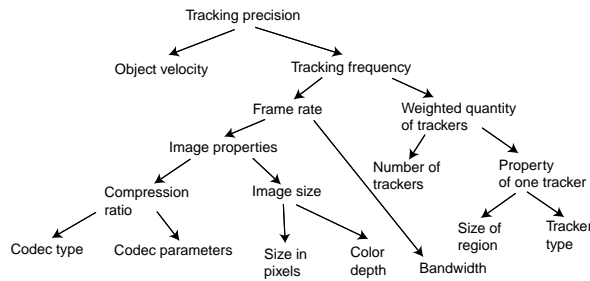 Tracking precision
Object velocity
Tracking frequency
Frame rate
Weighted quantity
of trackers
Image properties
Number of
trackers
Property
of one tracker
Compression
ratio
Image size
Size of
region
Tracker
type
Codec type
Codec parameters
Size in
pixels
Color
depth
Bandwidth